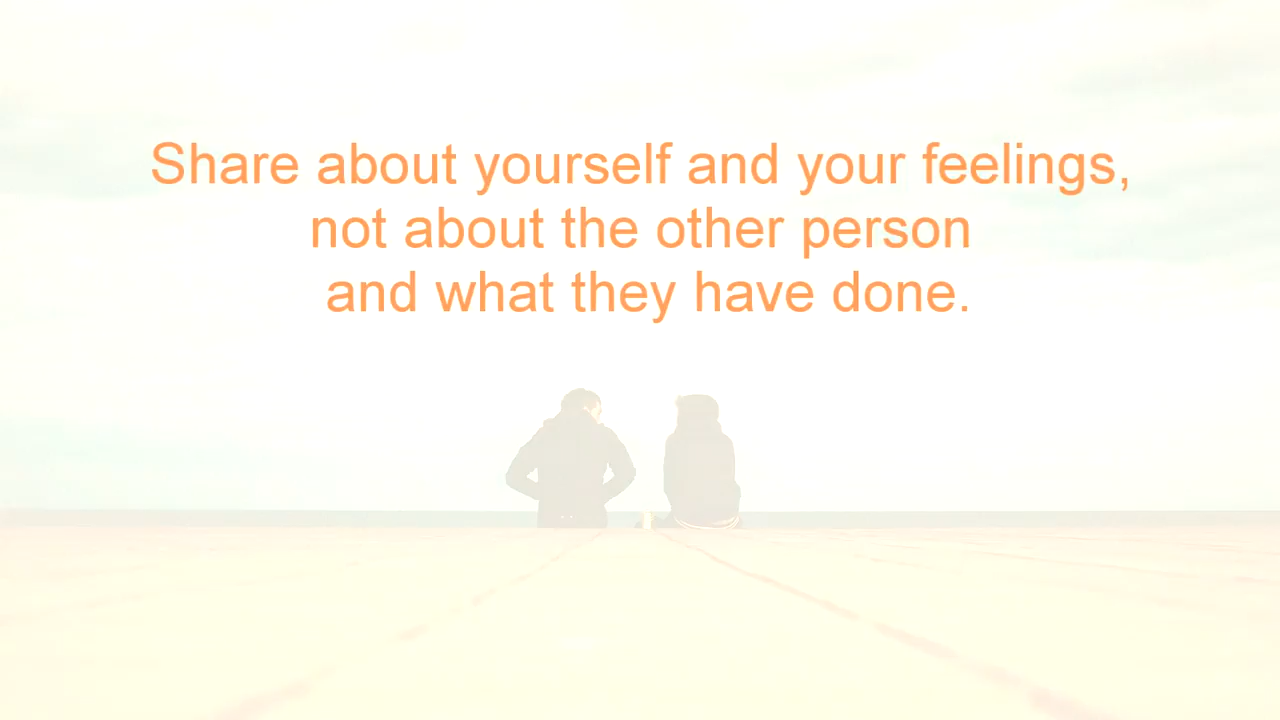 Share about yourself and your feelings,
not about the other person
and what they have done.